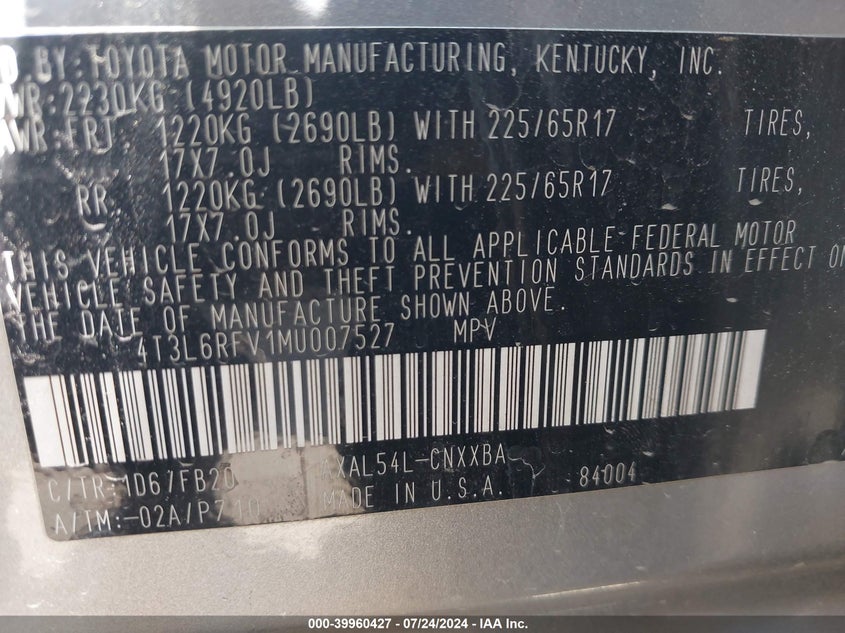 D.BY:TOYOTA MOTOR MANUFACTURING, KENTUCKY, INC.
VWR:2230KG (4920LB)
AWR:FRT 1220KG (2690LB) WITH 225/65R17 TIRES,
17X7.0J RIMS.
RR 1220KG (2690LB) WITH 225/65R17 TIRES,
17X7.0J RIMS.
THIS VEHICLE CONFORMS TO ALL APPLICABLE FEDERAL MOTOR
VEHICLE SAFETY AND THEFT PREVENTION STANDARDS IN EFFECT ON
THE DATE OF MANUFACTURE SHOWN ABOVE.
4T3L6RFV1MU007527 MPV
C/TR:1D6/FB20 AXAL54L-CNXXBA
A/TM:-02A/P710 MADE IN U.S.A. 84004
000-39960427 - 07/24/2024 - IAA Inc.